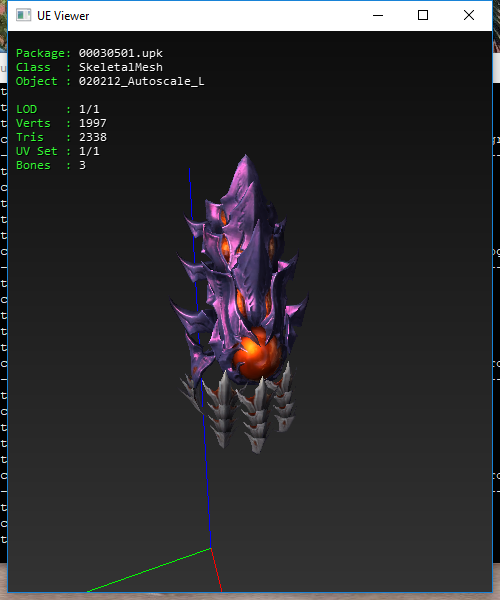 UE Viewer
Package: 00030501.upk
Class : SkeletalMesh
Object : 020212_Autoscale_L
LOD : 1/1
Verts : 1997
Tris : 2338
UV Set : 1/1
Bones : 3